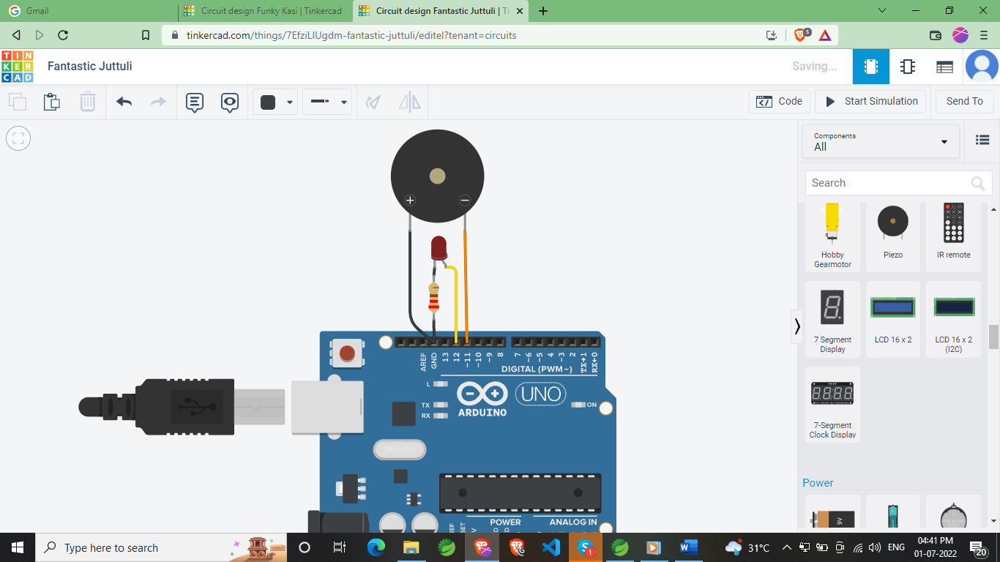 Gmail
Circuit design Funky Kasi | Tinkercad
Circuit design Fantastic Juttuli | Ti
tinkercad.com/things/7EfziLIUgdm-fantastic-juttuli/editel?tenant=circuits
5
TIN
KER
CAD
Fantastic Juttuli
Saving...
Code
Start Simulation
Send To
Components
All
Search
Hobby Gearmotor
Piezo
IR remote
7 Segment Display
LCD 16 x 2
LCD 16 x 2 (I2C)
7-Segment Clock Display
Power
9V
AREF
GND
13
12
~11
~10
~9
8
7
~6
~5
4
~3
2
TX→1
RX←0
DIGITAL (PWM ~)
L
TX
RX
ARDUINO
UNO
ON
POWER
ANALOG IN
Type here to search
1
31°C
ENG
04:41 PM
01-07-2022
20